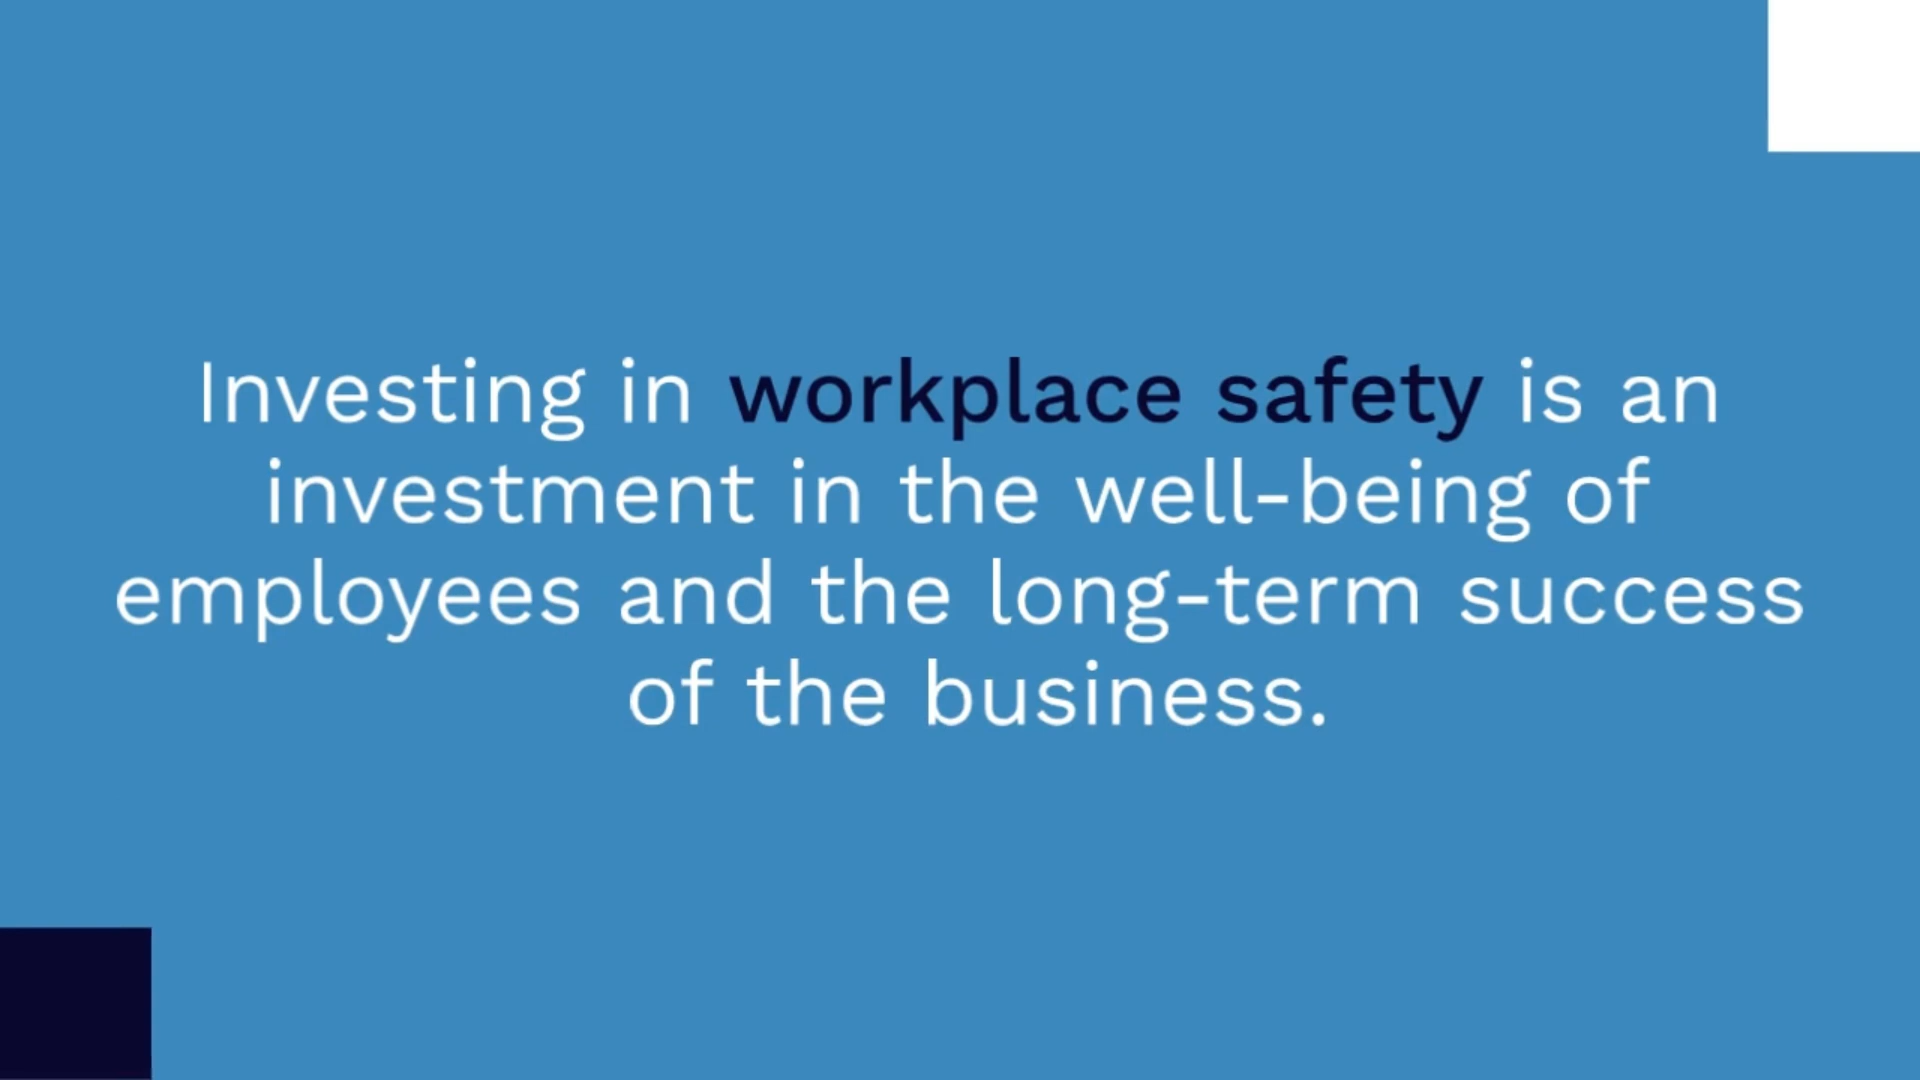 Investing in workplace safety is an
investment in the well-being of
employees and the long-term success
of the business.